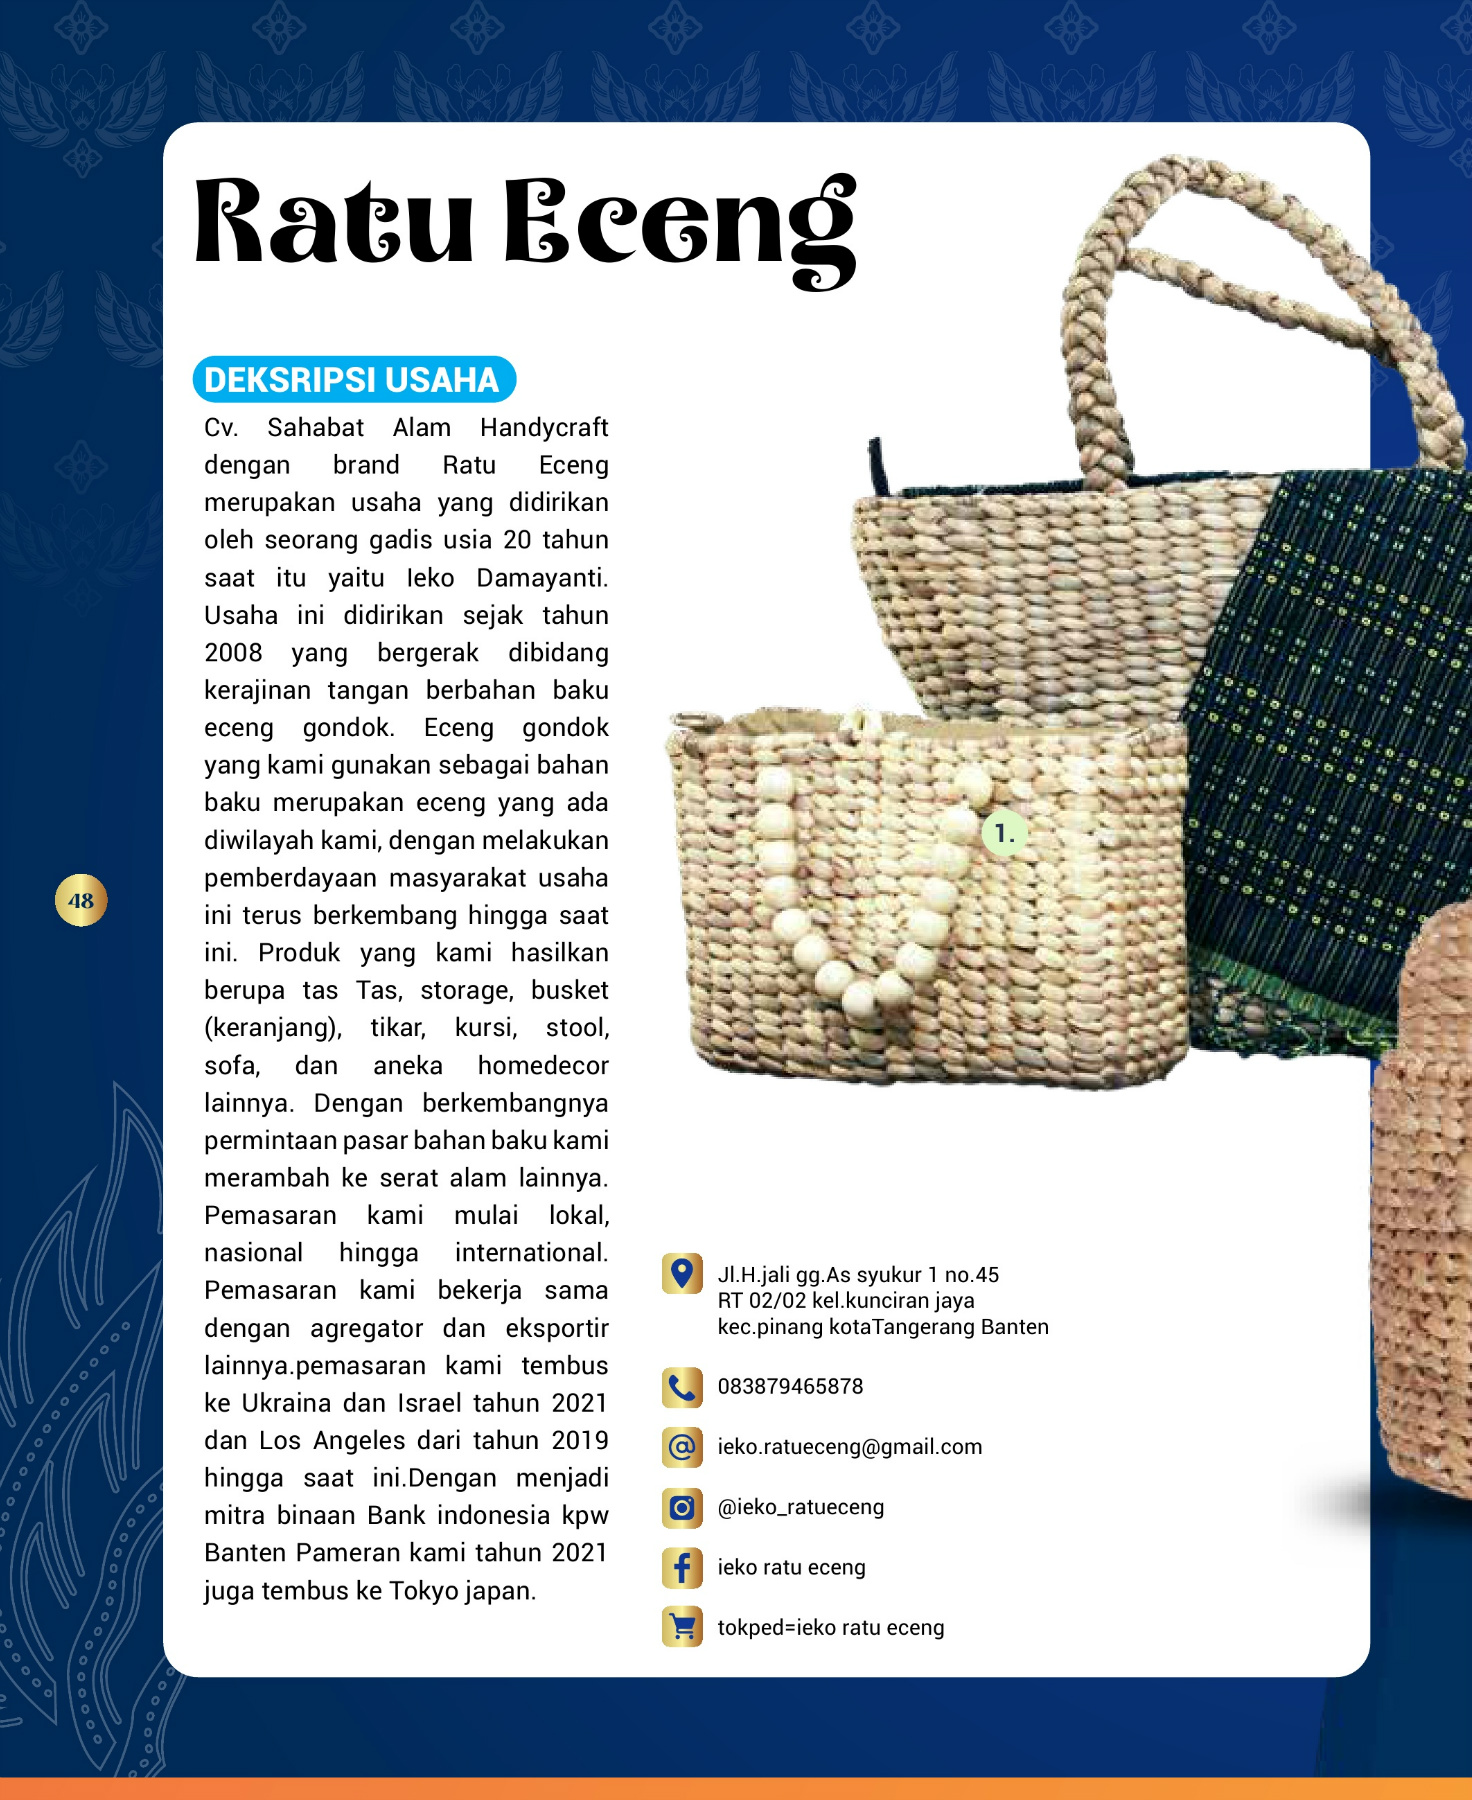 Ratu Eceng
DEKSRIPSI USAHA
Cv. Sahabat Alam Handycraft
dengan brand Ratu Eceng
merupakan usaha yang didirikan
oleh seorang gadis usia 20 tahun
saat itu yaitu Ieko Damayanti.
Usaha ini didirikan sejak tahun
2008 yang bergerak dibidang
kerajinan tangan berbahan baku
eceng gondok. Eceng gondok
yang kami gunakan sebagai bahan
baku merupakan eceng yang ada
diwilayah kami, dengan melakukan
pemberdayaan masyarakat usaha
ini terus berkembang hingga saat
ini. Produk yang kami hasilkan
berupa tas Tas, storage, busket
(keranjang), tikar, kursi, stool,
sofa, dan aneka homedecor
lainnya. Dengan berkembangnya
permintaan pasar bahan baku kami
merambah ke serat alam lainnya.
Pemasaran kami mulai lokal,
nasional hingga international.
Pemasaran kami bekerja sama
dengan agregator dan eksportir
lainnya.pemasaran kami tembus
ke Ukraina dan Israel tahun 2021
dan Los Angeles dari tahun 2019
hingga saat ini.Dengan menjadi
mitra binaan Bank indonesia kpw
Banten Pameran kami tahun 2021
juga tembus ke Tokyo japan.
1.
Jl.H.jali gg.As syukur 1 no.45
RT 02/02 kel.kunciran jaya
kec.pinang kotaTangerang Banten
083879465878
ieko.ratueceng@gmail.com
@ieko_ratueceng
ieko ratu eceng
tokped=ieko ratu eceng
48